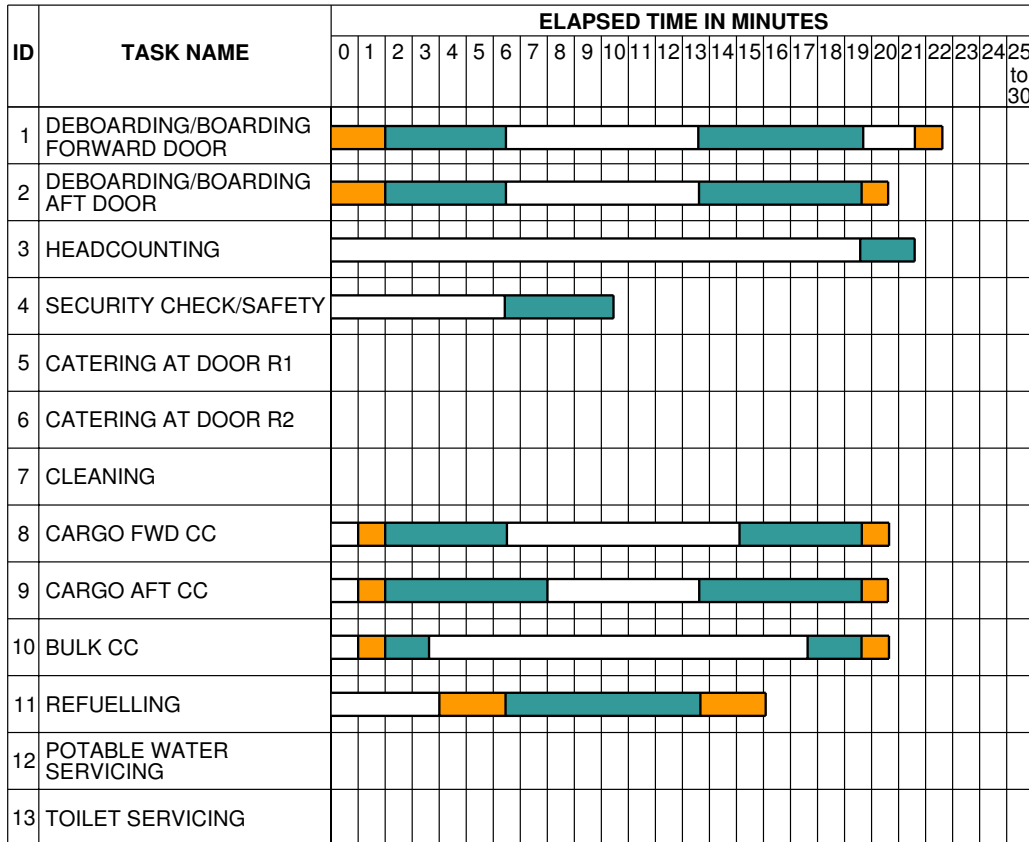 ELAPSED TIME IN MINUTES
ID TASK NAME 0 1 2 3 4 5 6 7 8 9 10 11 12 13 14 15 16 17 18 19 20 21 22 23 24 25
to
30
1 DEBOARDING/BOARDING
FORWARD DOOR
2 DEBOARDING/BOARDING
AFT DOOR
3 HEADCOUNTING
4 SECURITY CHECK/SAFETY
5 CATERING AT DOOR R1
6 CATERING AT DOOR R2
7 CLEANING
8 CARGO FWD CC
9 CARGO AFT CC
10 BULK CC
11 REFUELLING
12 POTABLE WATER
SERVICING
13 TOILET SERVICING